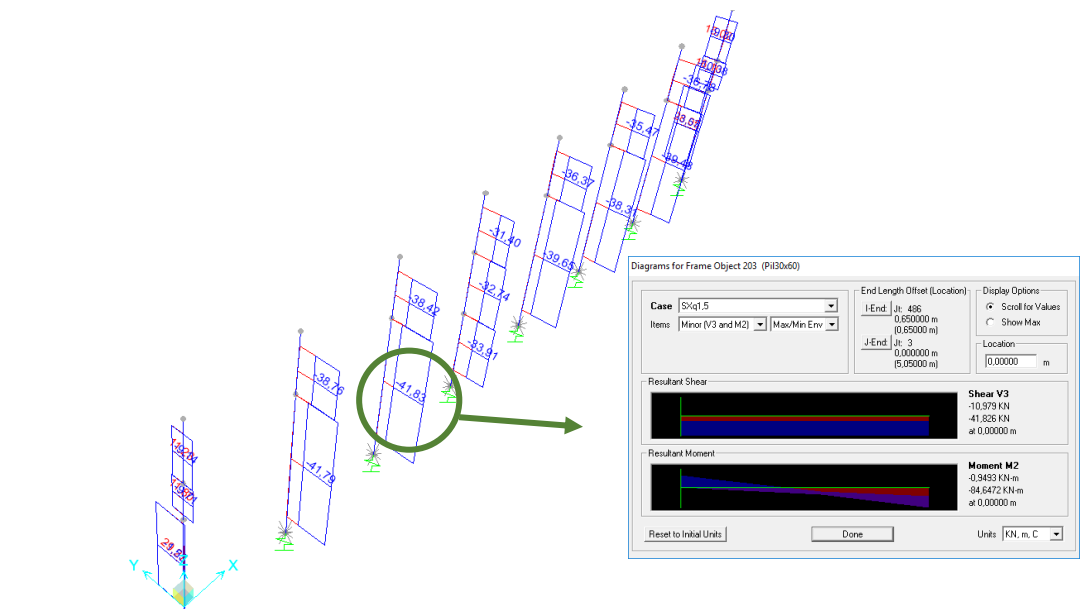 -35,47
-36,37
-39,43
-38,31
-31,40
-39,65
-32,74
-38,42
-33,91
-38,76
-41,83
-41,79
Y
X
Diagrams for Frame Object 203 (Pil30x60)
Case SXq1,5
Items Minor (V3 and M2) Max/Min Env
End Length Offset (Location)
I-End: Jt: 486
0,650000 m
(0,65000 m)
J-End: Jt: 3
0,000000 m
(5,05000 m)
Display Options
Scroll for Values
Show Max
Location
0,00000 m
Resultant Shear
Shear V3
-10,979 KN
-41,826 KN
at 0,00000 m
Resultant Moment
Moment M2
-0,9493 KN-m
-84,6472 KN-m
at 0,00000 m
Reset to Initial Units
Done
Units KN, m, C